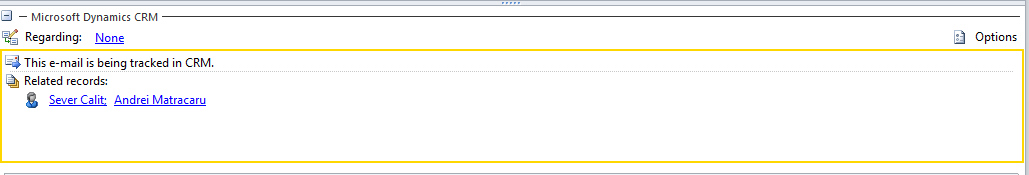 Microsoft Dynamics CRM
Regarding: None Options
This e-mail is being tracked in CRM.
Related records:
Sever Calit; Andrei Matracaru